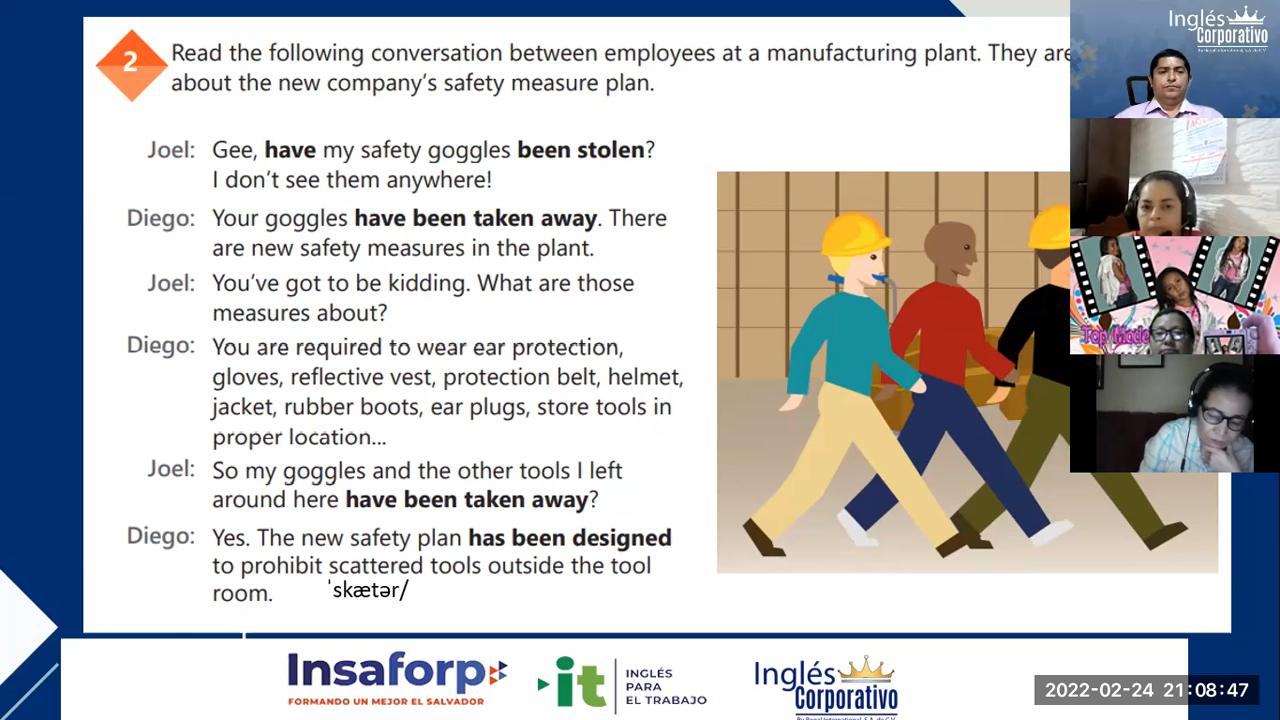 2
Read the following conversation between employees at a manufacturing plant. They are
about the new company's safety measure plan.
Joel: Gee, have my safety goggles been stolen?
I don't see them anywhere!
Diego: Your goggles have been taken away. There
are new safety measures in the plant.
Joel: You've got to be kidding. What are those
measures about?
Diego: You are required to wear ear protection,
gloves, reflective vest, protection belt, helmet,
jacket, rubber boots, ear plugs, store tools in
proper location...
Joel: So my goggles and the other tools I left
around here have been taken away?
Diego: Yes. The new safety plan has been designed
to prohibit scattered tools outside the tool
room.
ˈskætər/
Inglés
Corporativo
Top Mode
Insaforp
FORMANDO UN MEJOR EL SALVADOR
it
INGLÉS
PARA
EL TRABAJO
Inglés
Corporativo
2022-02-24 21:08:47